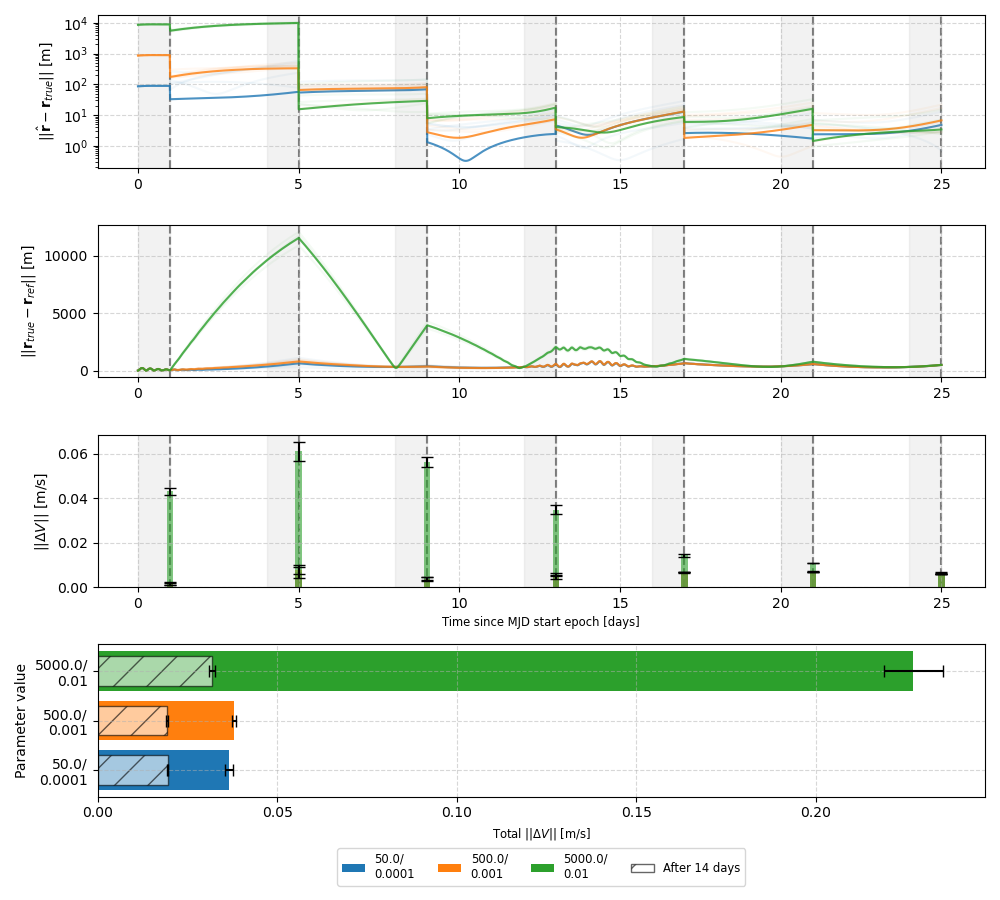 ||r̂ − r_true|| [m]
10⁴
10³
10²
10¹
10⁰
0 5 10 15 20 25
||r_true − r_ref|| [m]
10000
5000
0
0 5 10 15 20 25
||ΔV|| [m/s]
0.06
0.04
0.02
0.00
0 5 10 15 20 25
Time since MJD start epoch [days]
Parameter value
5000.0/
0.01
500.0/
0.001
50.0/
0.0001
0.00 0.05 0.10 0.15 0.20
Total ||ΔV|| [m/s]
50.0/
0.0001
500.0/
0.001
5000.0/
0.01
After 14 days